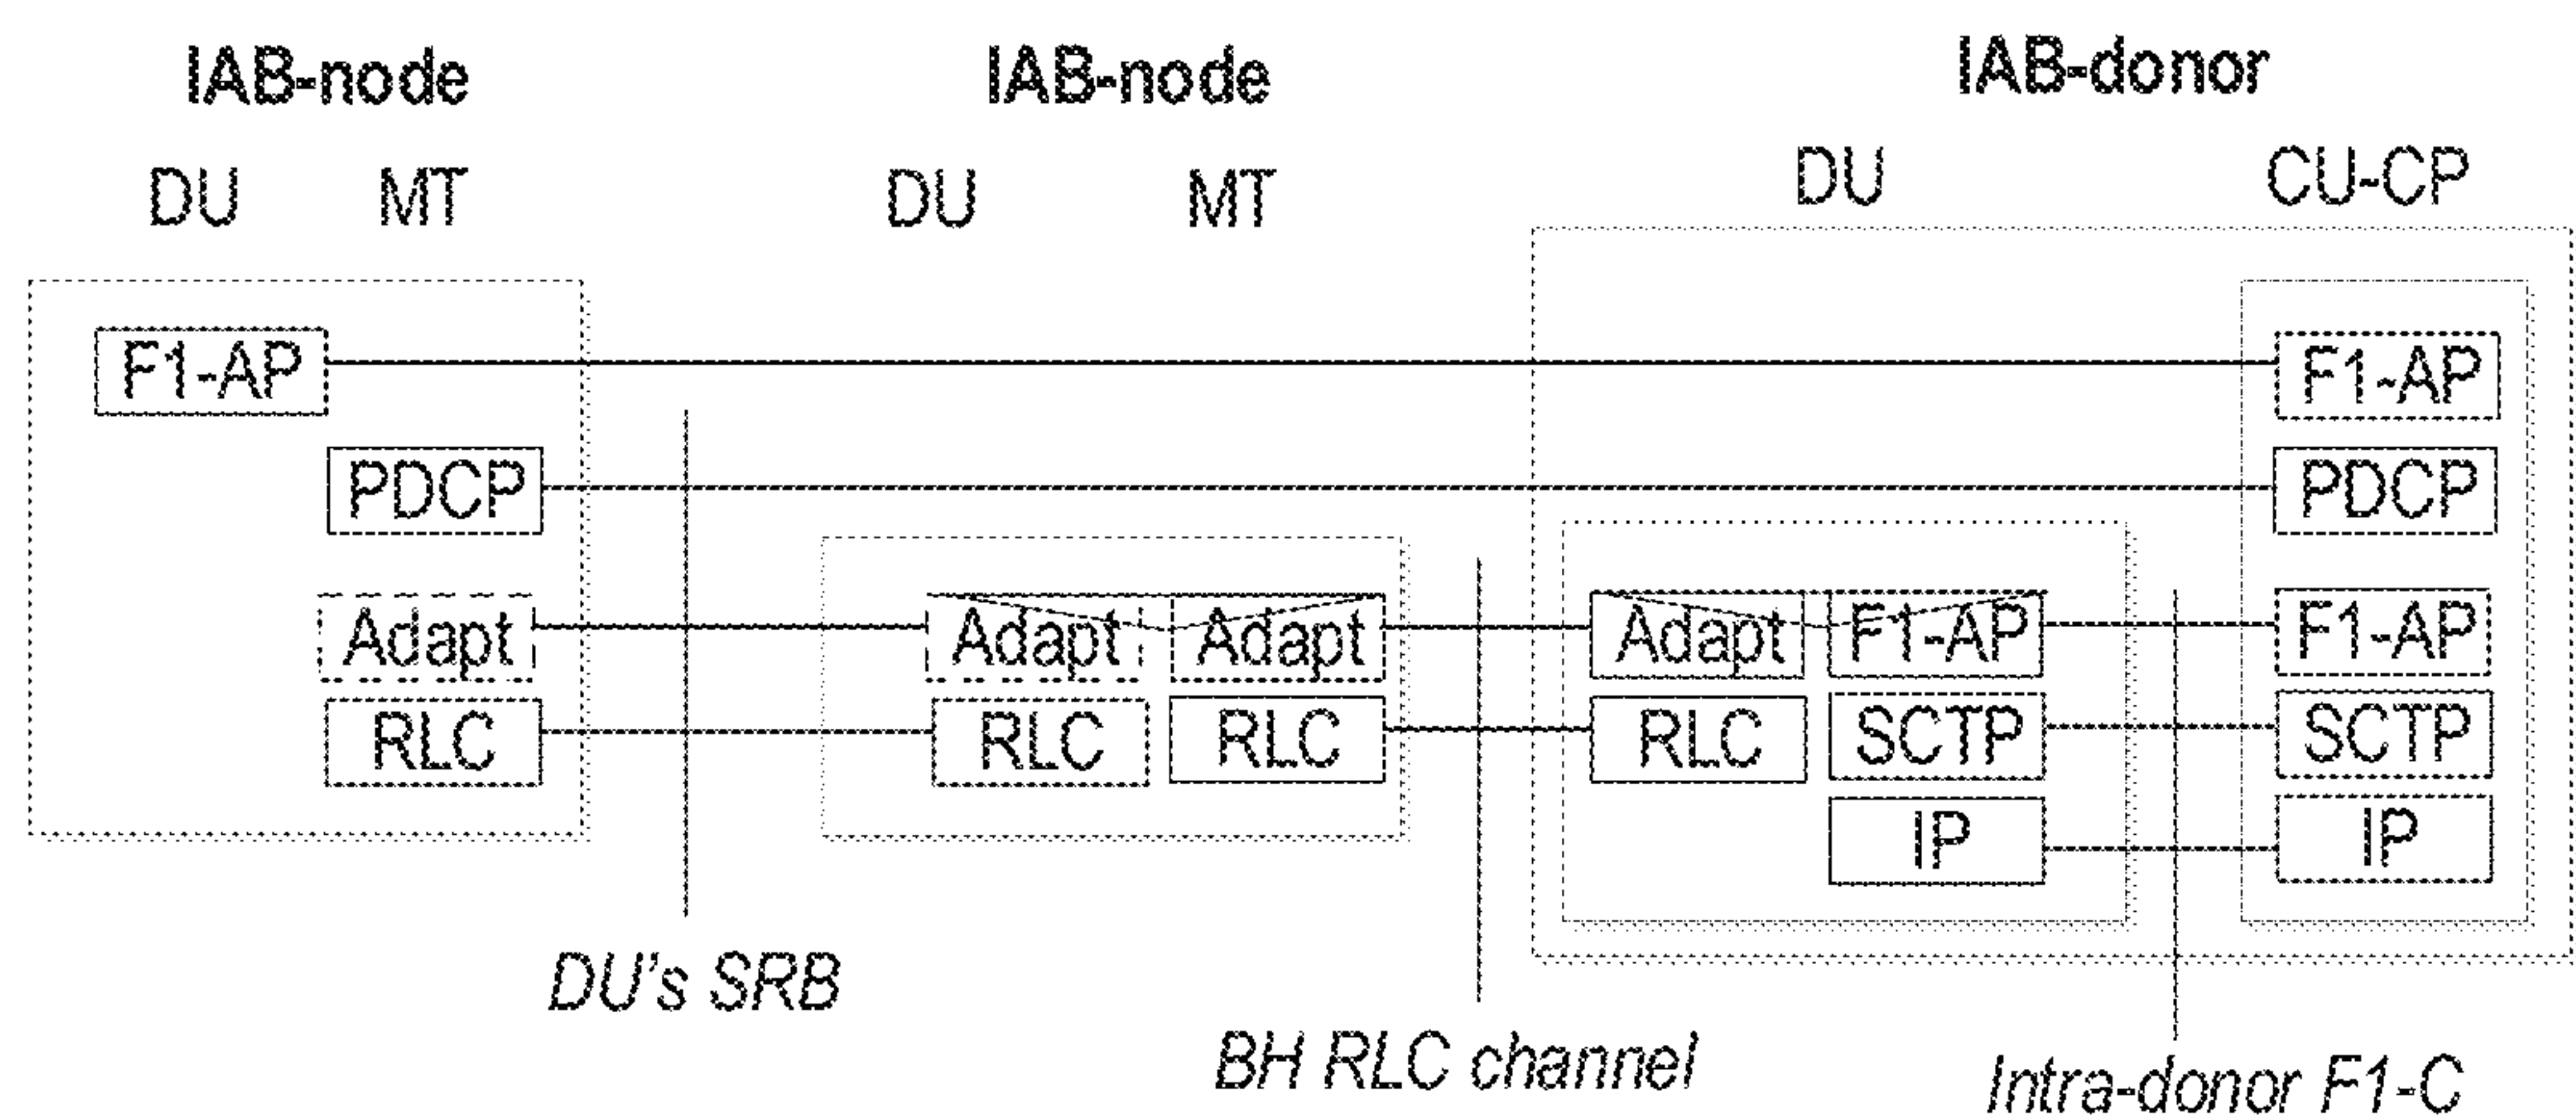 IAB-node IAB-node IAB-donor
DU MT DU MT DU CU-CP
F1-AP F1-AP
PDCP PDCP
Adapt Adapt Adapt Adapt F1-AP F1-AP
RLC RLC RLC RLC SCTP SCTP
IP IP
DU's SRB
BH RLC channel
Intra-donor F1-C